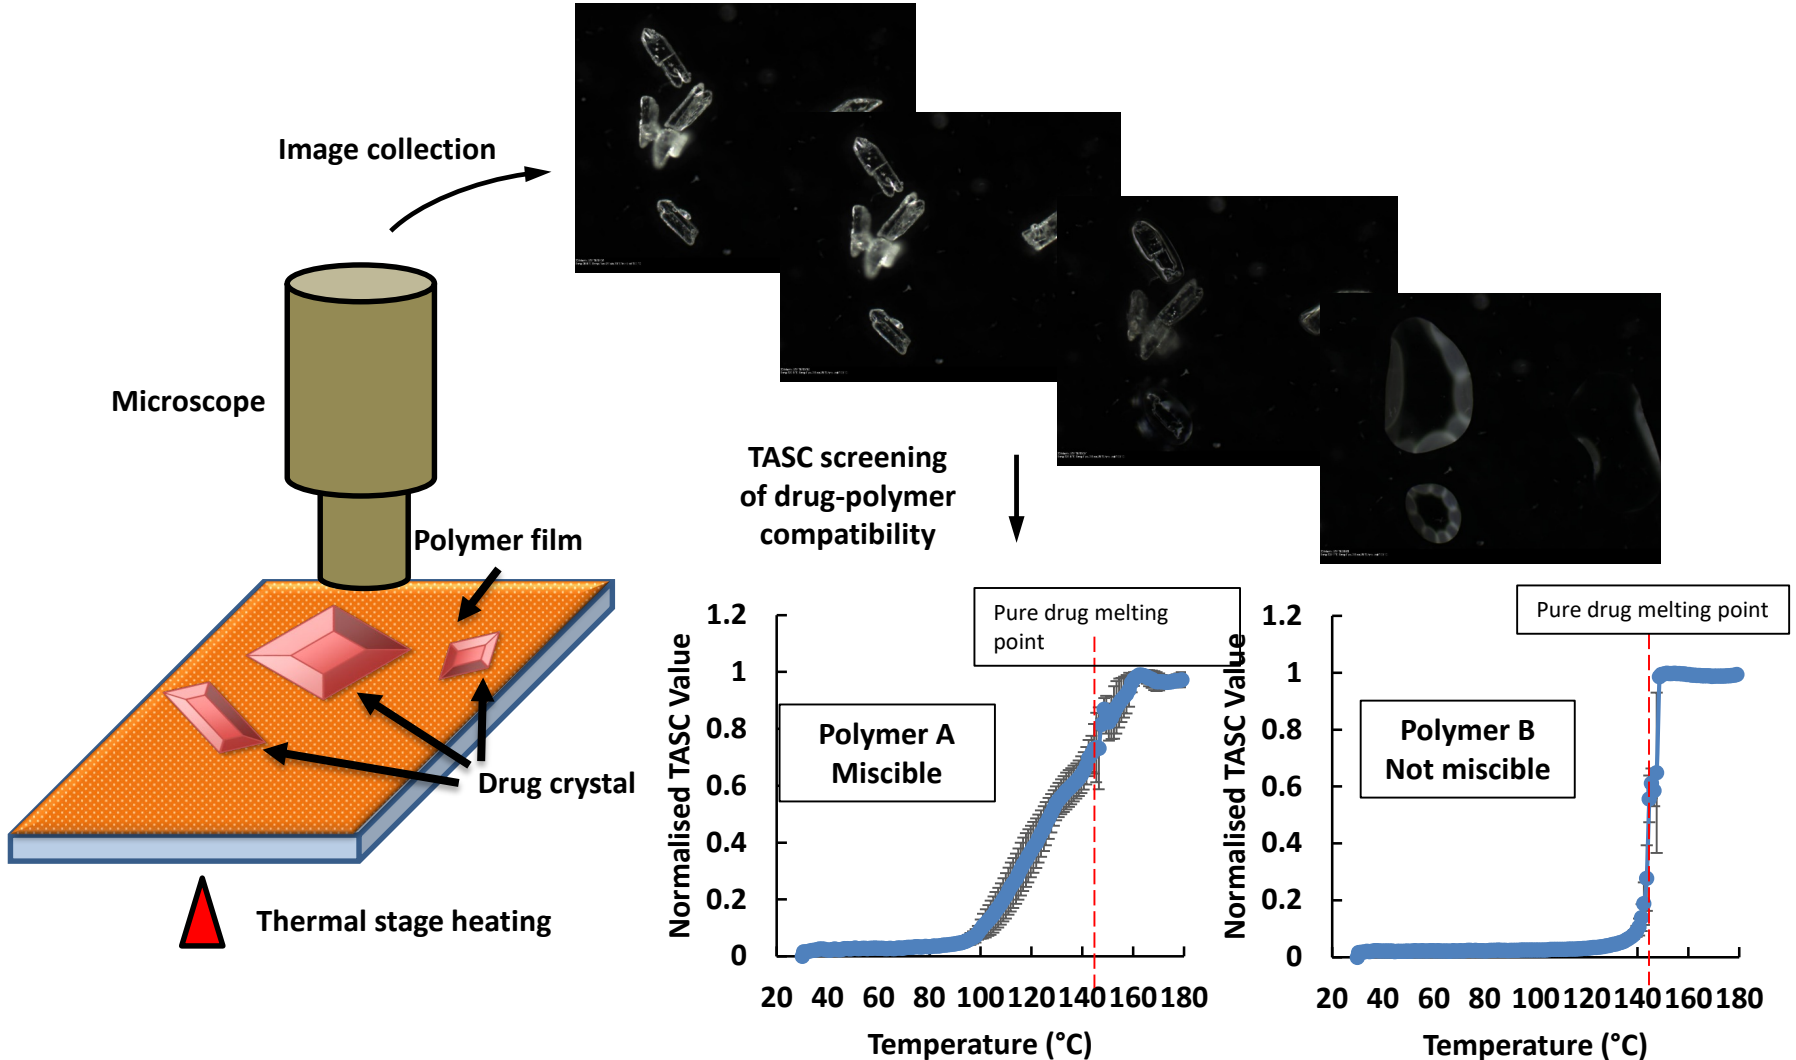 Image collection
Microscope
Polymer film
Drug crystal
Thermal stage heating
TASC screening
of drug-polymer
compatibility
Pure drug melting
point
Polymer A
Miscible
Normalised TASC Value
1.2
1
0.8
0.6
0.4
0.2
0
20 40 60 80 100 120 140 160 180
Temperature (°C)
Pure drug melting point
Polymer B
Not miscible
Normalised TASC Value
1.2
1
0.8
0.6
0.4
0.2
0
20 40 60 80 100 120 140 160 180
Temperature (°C)